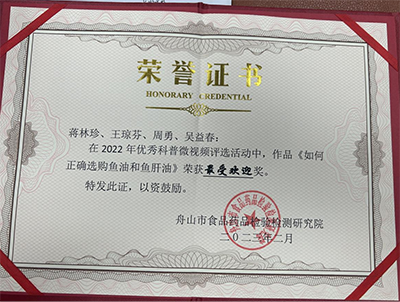 荣誉证书
HONORARY CREDENTIAL
蒋林珍、王琼芬、周勇、吴益春：
在2022年优秀科普微视频评选活动中，作品《如何
正确选购鱼油和鱼肝油》荣获最受欢迎奖。
特发此证，以资鼓励。
舟山市食品药品检验检测研究院
二〇二三年二月